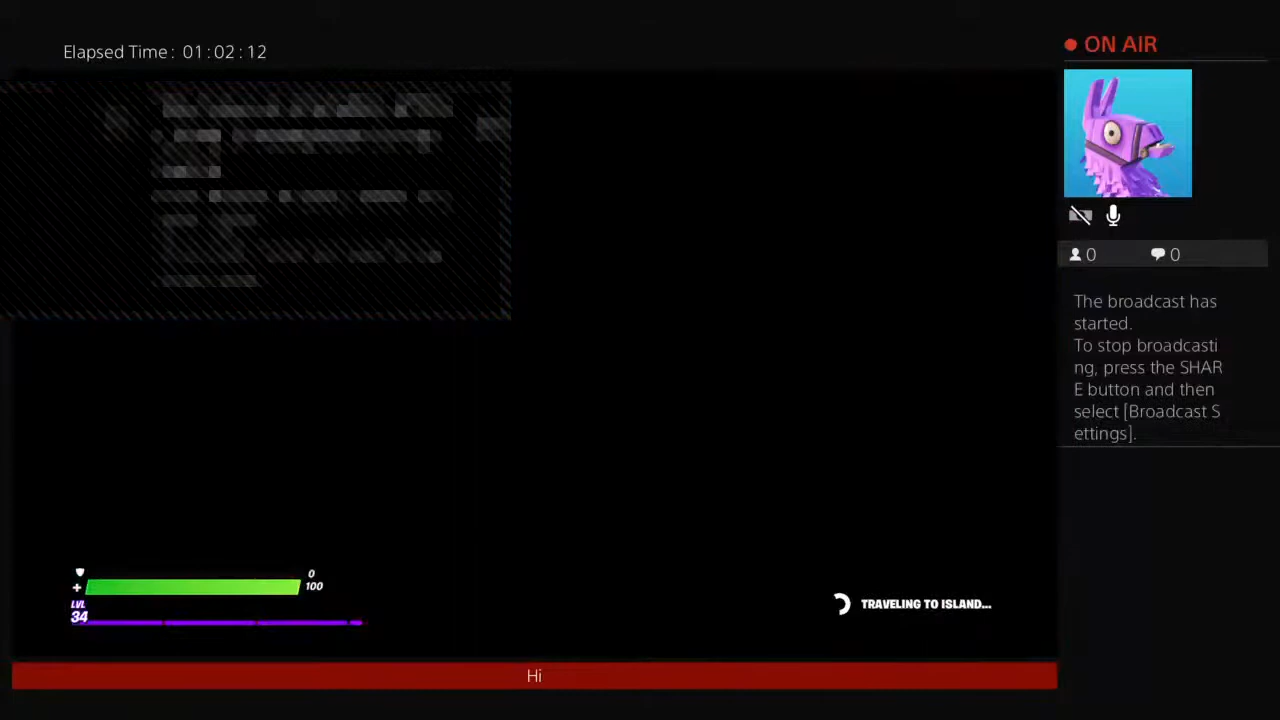 Elapsed Time: 01:02:12
ON AIR
0 0
The broadcast has
started.
To stop broadcasti
ng, press the SHAR
E button and then
select [Broadcast S
ettings].
0
100
LVL
34
TRAVELING TO ISLAND...
Hi